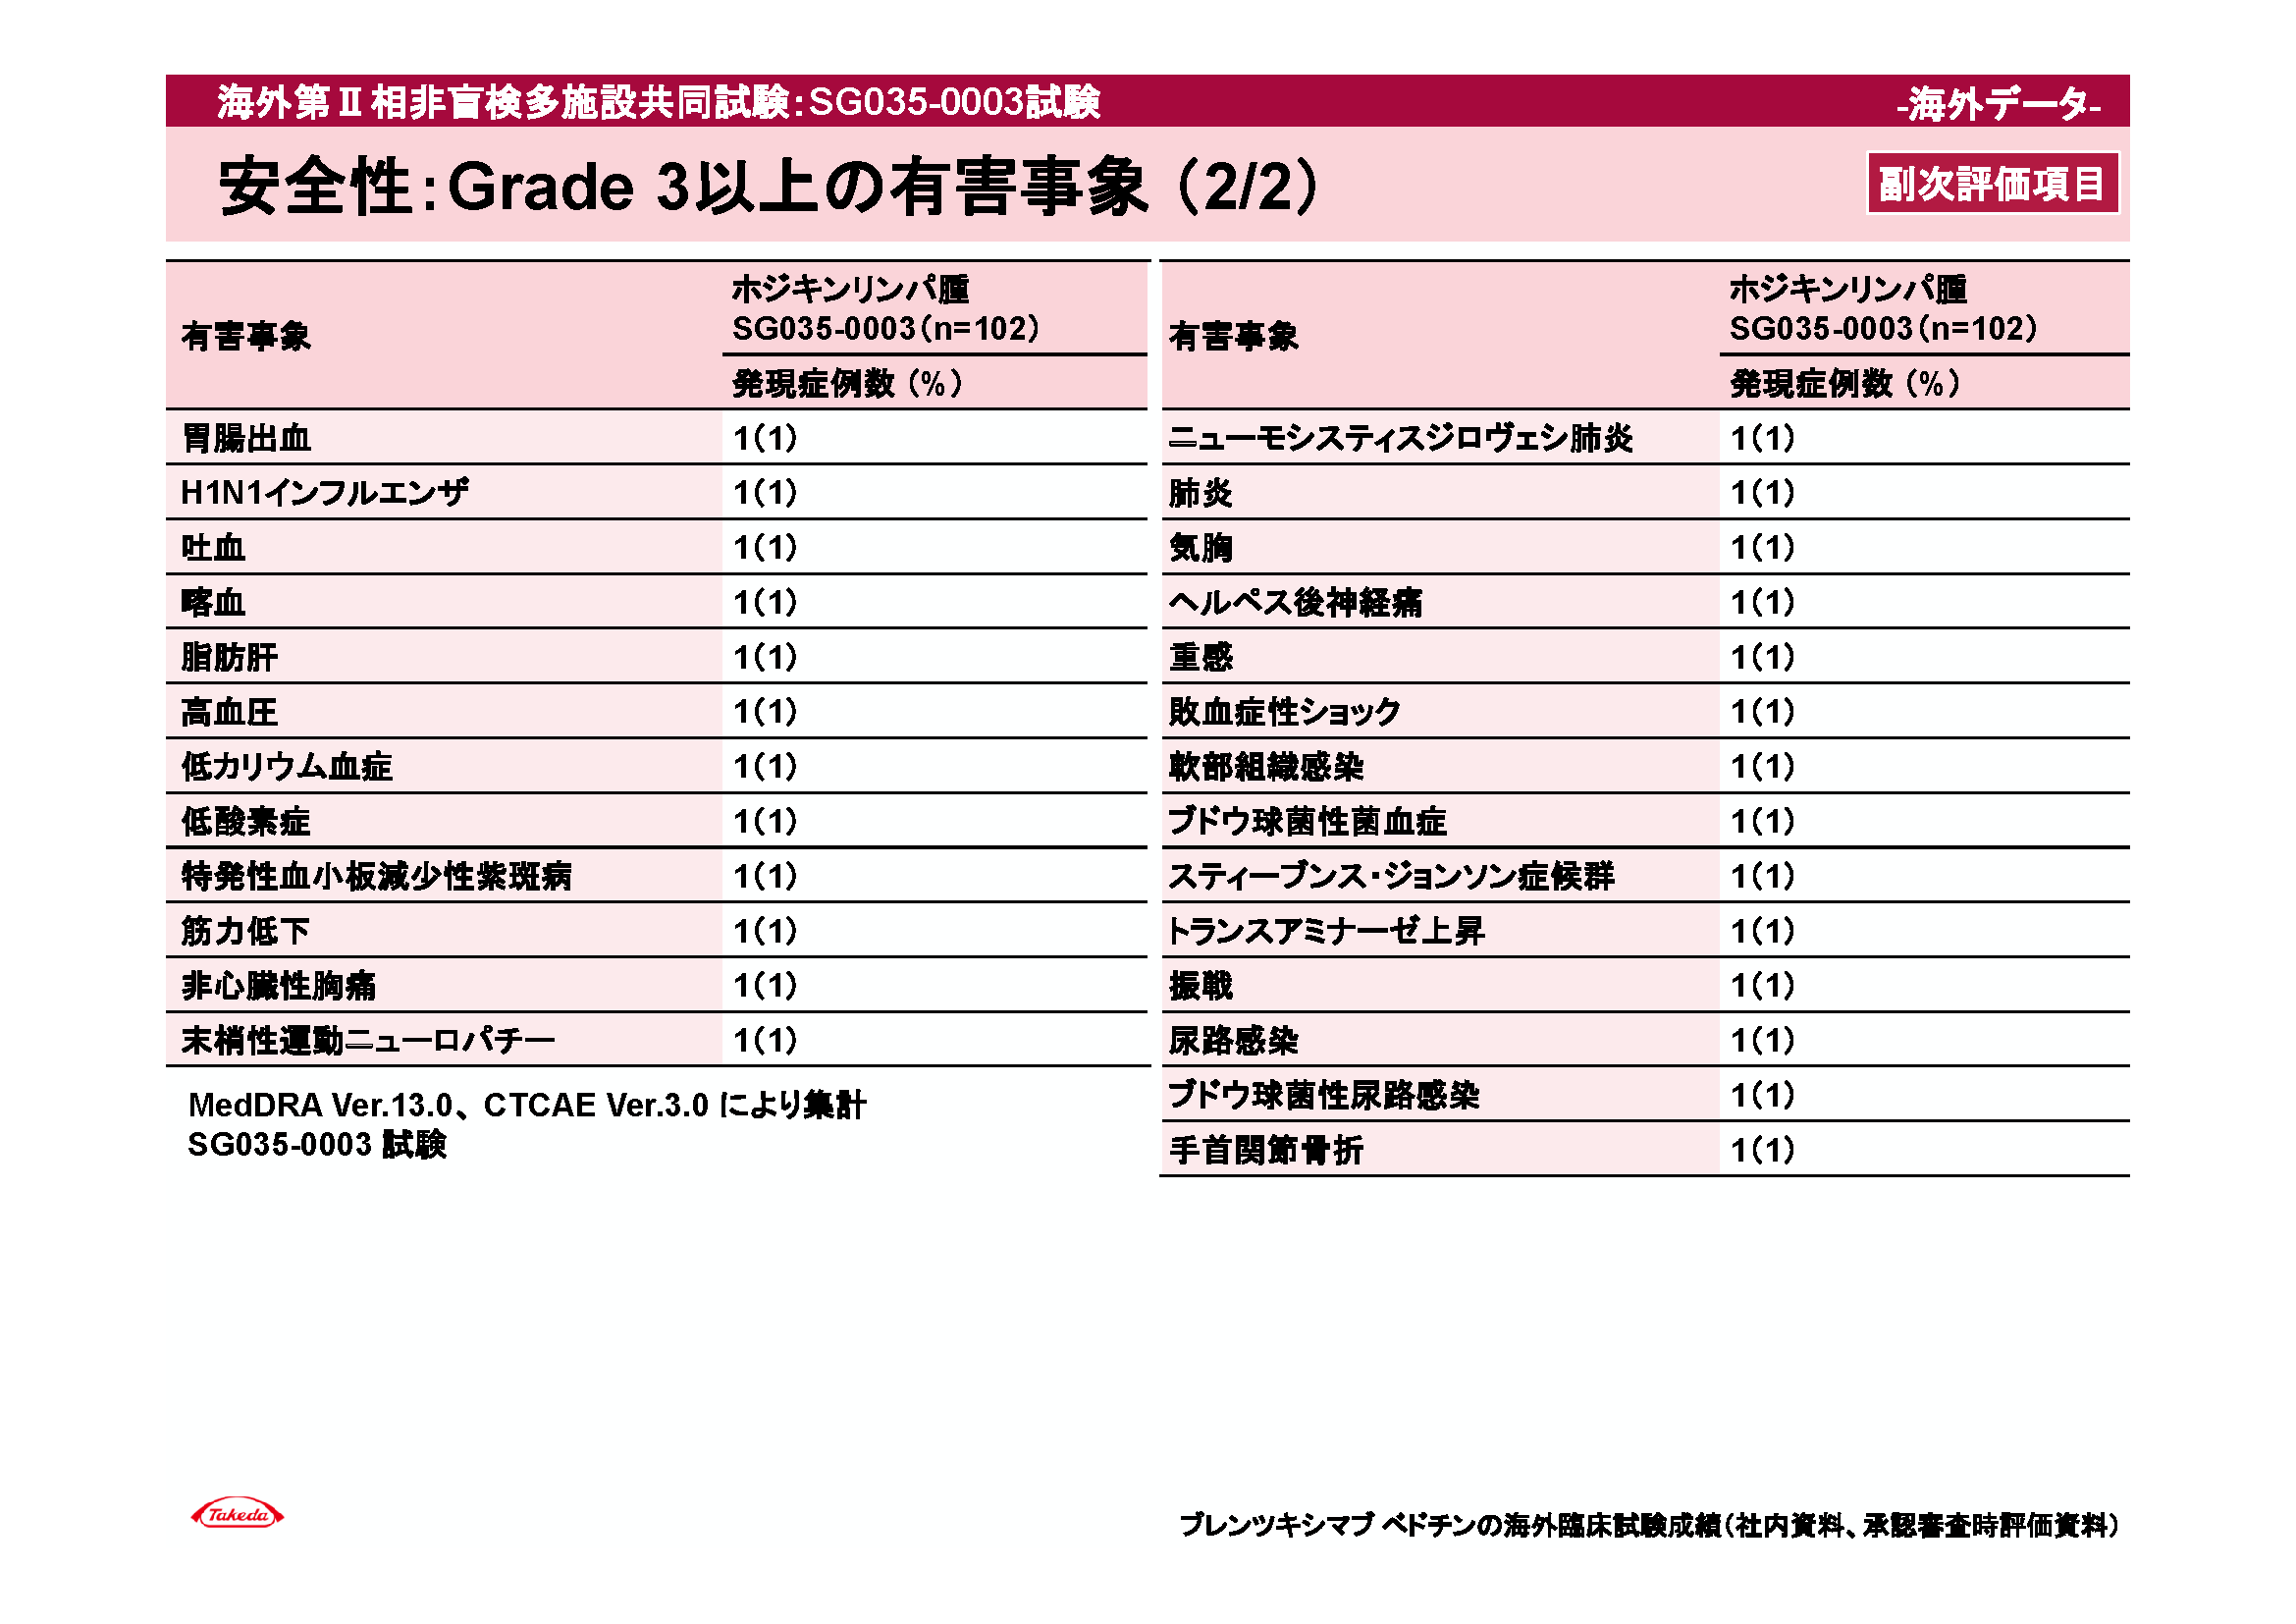 海外第Ⅱ相非盲検多施設共同試験：SG035-0003試験
-海外データ-
安全性：Grade 3以上の有害事象（2/2）
副次評価項目
有害事象
ホジキンリンパ腫
SG035-0003（n=102）
発現症例数（%）
胃腸出血 1（1）
H1N1インフルエンザ 1（1）
吐血 1（1）
喀血 1（1）
脂肪肝 1（1）
高血圧 1（1）
低カリウム血症 1（1）
低酸素症 1（1）
特発性血小板減少性紫斑病 1（1）
筋力低下 1（1）
非心臓性胸痛 1（1）
末梢性運動ニューロパチー 1（1）
MedDRA Ver.13.0、CTCAE Ver.3.0 により集計
SG035-0003 試験
有害事象
ホジキンリンパ腫
SG035-0003（n=102）
発現症例数（%）
ニューモシスティスジロヴェシ肺炎 1（1）
肺炎 1（1）
気胸 1（1）
ヘルペス後神経痛 1（1）
重感 1（1）
敗血症性ショック 1（1）
軟部組織感染 1（1）
ブドウ球菌性菌血症 1（1）
スティーブンス・ジョンソン症候群 1（1）
トランスアミナーゼ上昇 1（1）
振戦 1（1）
尿路感染 1（1）
ブドウ球菌性尿路感染 1（1）
手首関節骨折 1（1）
Takeda
ブレンツキシマブ ベドチンの海外臨床試験成績（社内資料、承認審査時評価資料）